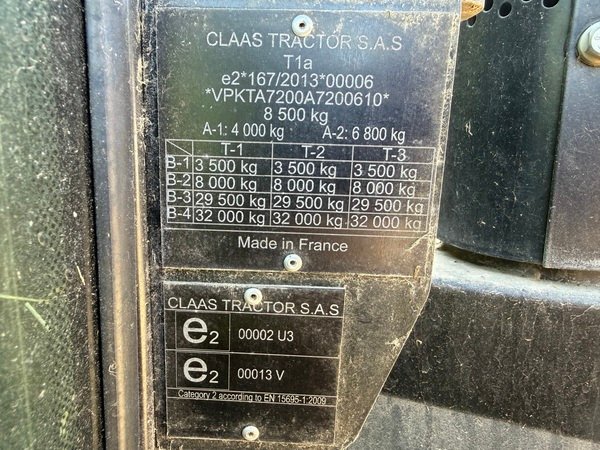 CLAAS TRACTOR S.A.S
T1a
e2*167/2013*00006
*VPKTA7200A7200610*
8 500 kg
A-1: 4 000 kg A-2: 6 800 kg
T-1 T-2 T-3
B-1 3 500 kg 3 500 kg 3 500 kg
B-2 8 000 kg 8 000 kg 8 000 kg
B-3 29 500 kg 29 500 kg 29 500 kg
B-4 32 000 kg 32 000 kg 32 000 kg
Made in France
CLAAS TRACTOR S.A.S
e2 00002 U3
e2 00013 V
Category 2 according to EN 15695-1:2009